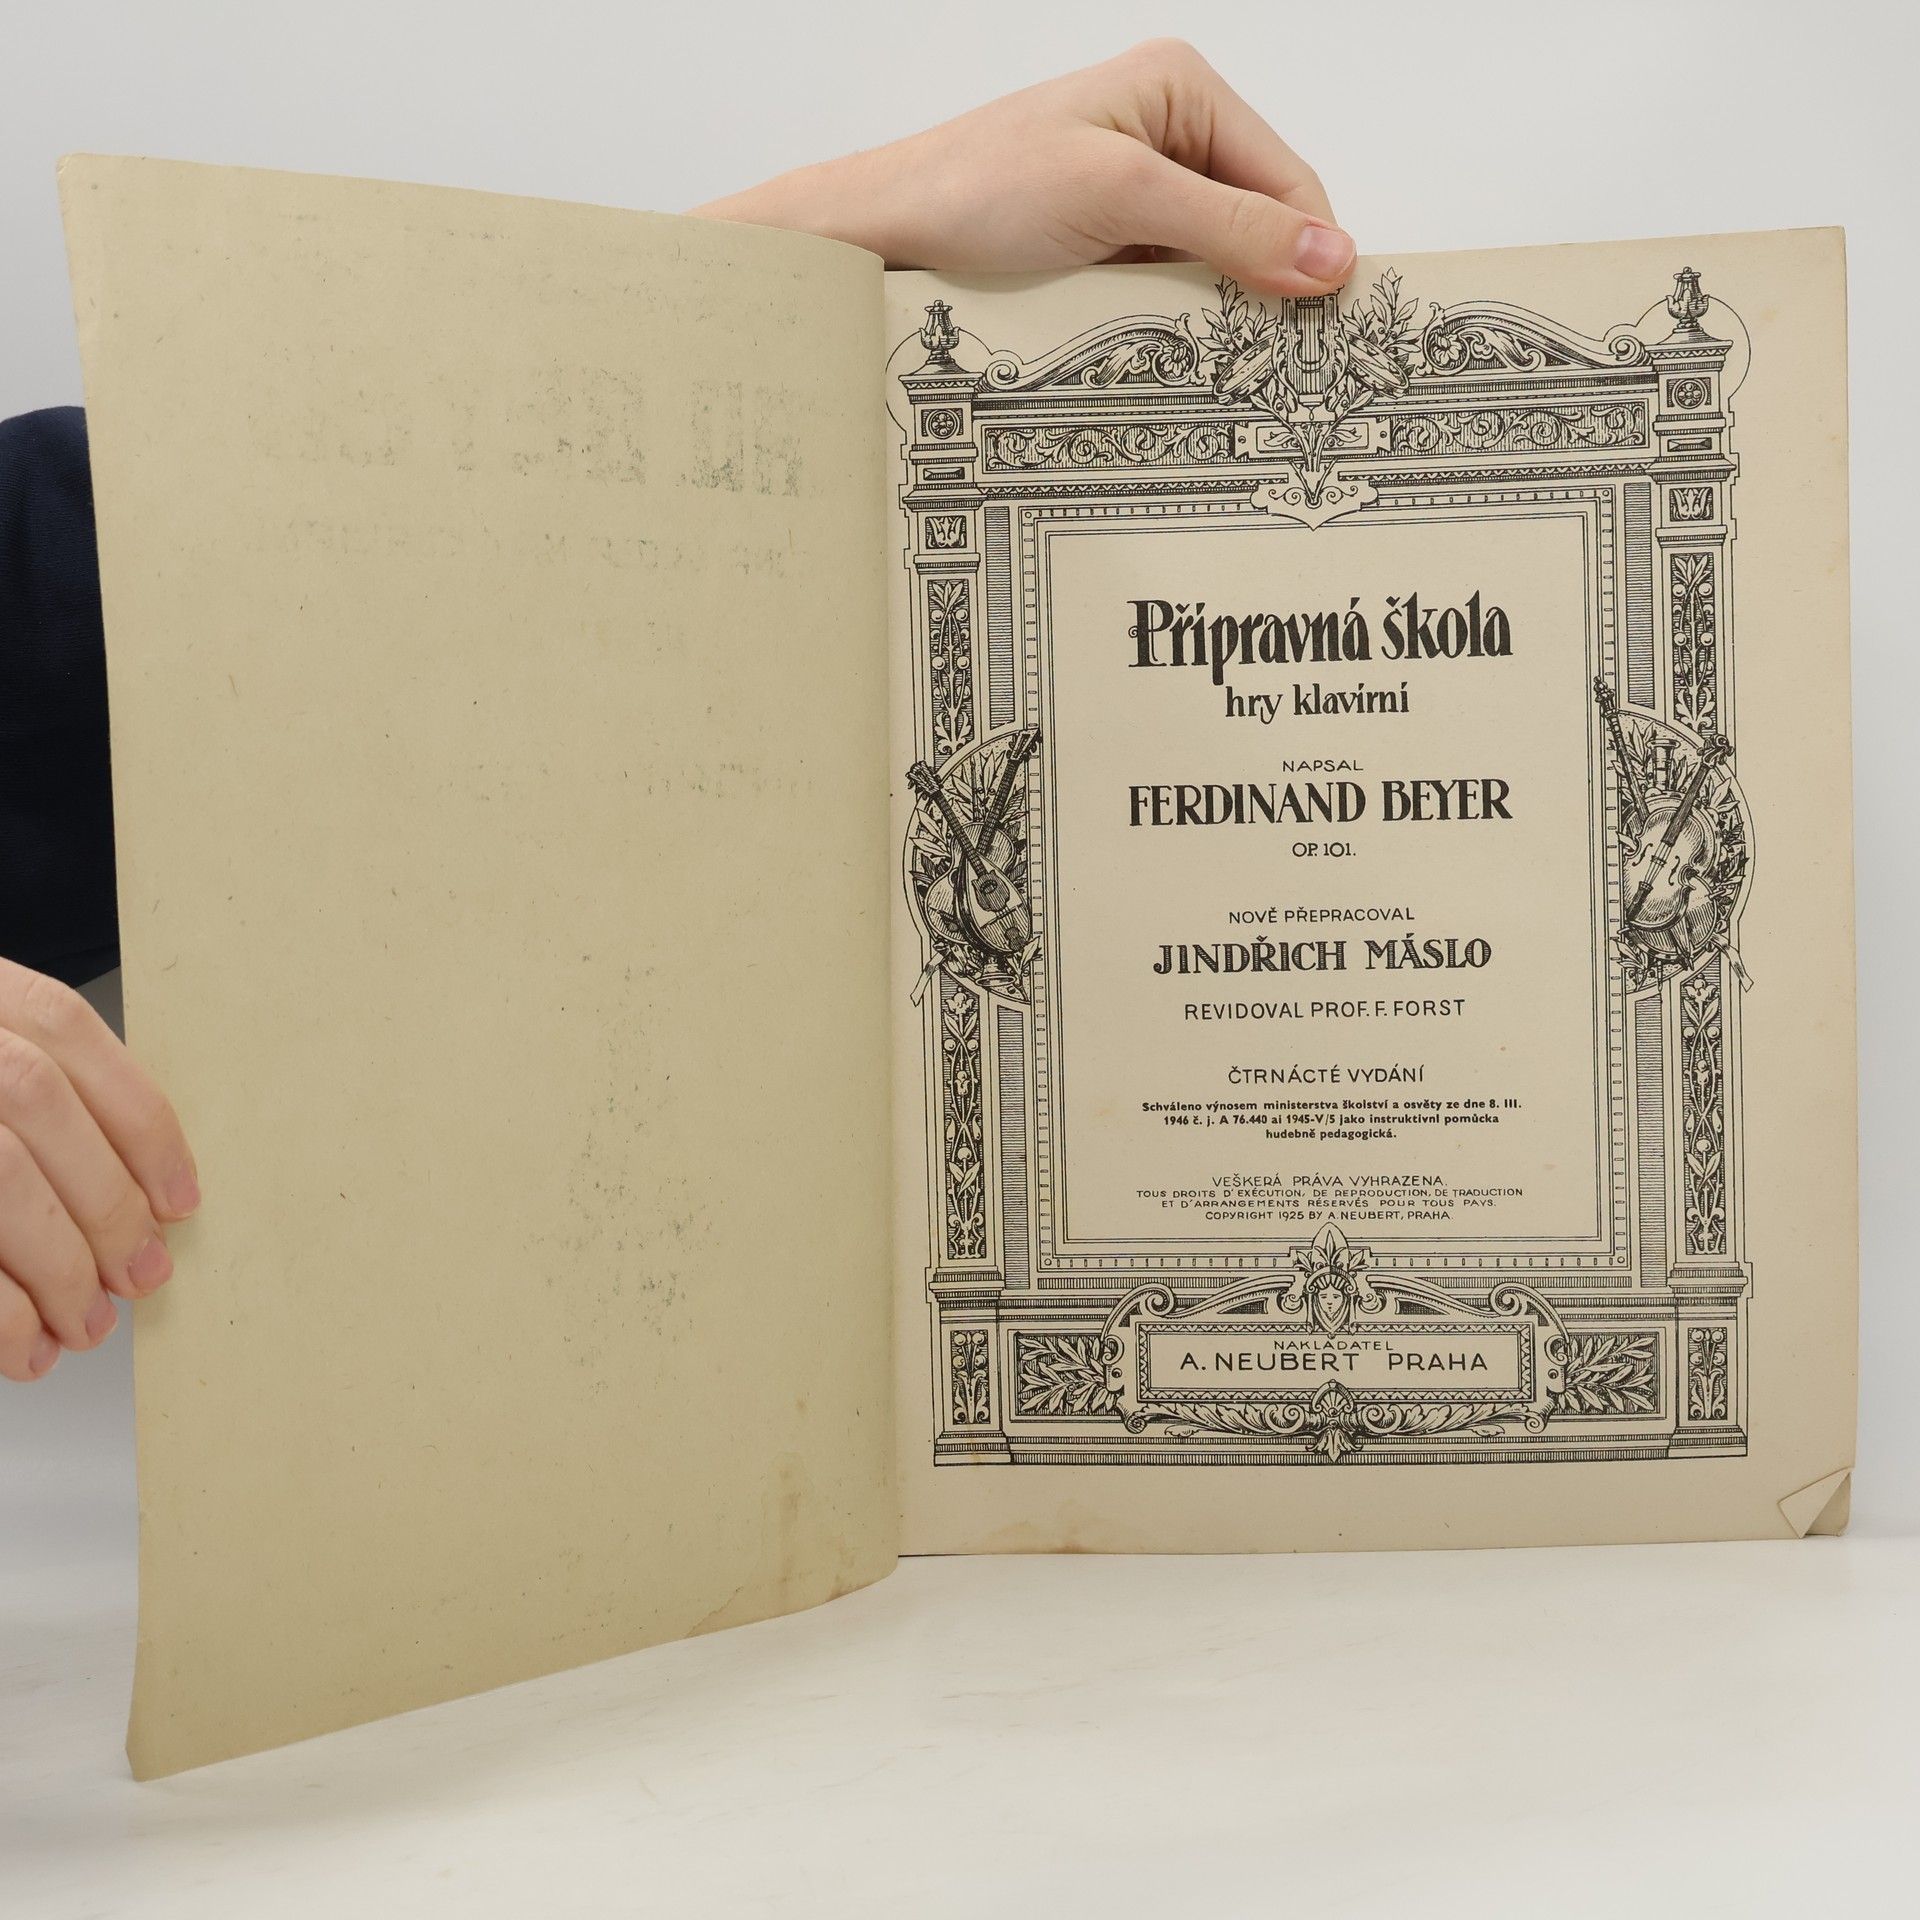 Přípravná škola
hry klavírní
NAPSAL
FERDINAND BEYER
OP. 101.
NOVĚ PŘEPRACOVAL
JINDŘICH MÁSLO
REVIDOVAL PROF. F. FORST
ČTRNÁCTÉ VYDÁNÍ
Schváleno výnosem ministerstva školství a osvěty ze dne 8. III.
1946 č. j. A 76.440 ai 1945-V/5 jako instruktivní pomůcka
hudebně pedagogická.
VEŠKERÁ PRÁVA VYHRAZENA.
TOUS DROITS D'EXÉCUTION, DE REPRODUCTION, DE TRADUCTION
ET D'ARRANGEMENTS RÉSERVÉS POUR TOUS PAYS.
COPYRIGHT 1925 BY A. NEUBERT, PRAHA.
NAKLADATEL
A. NEUBERT PRAHA